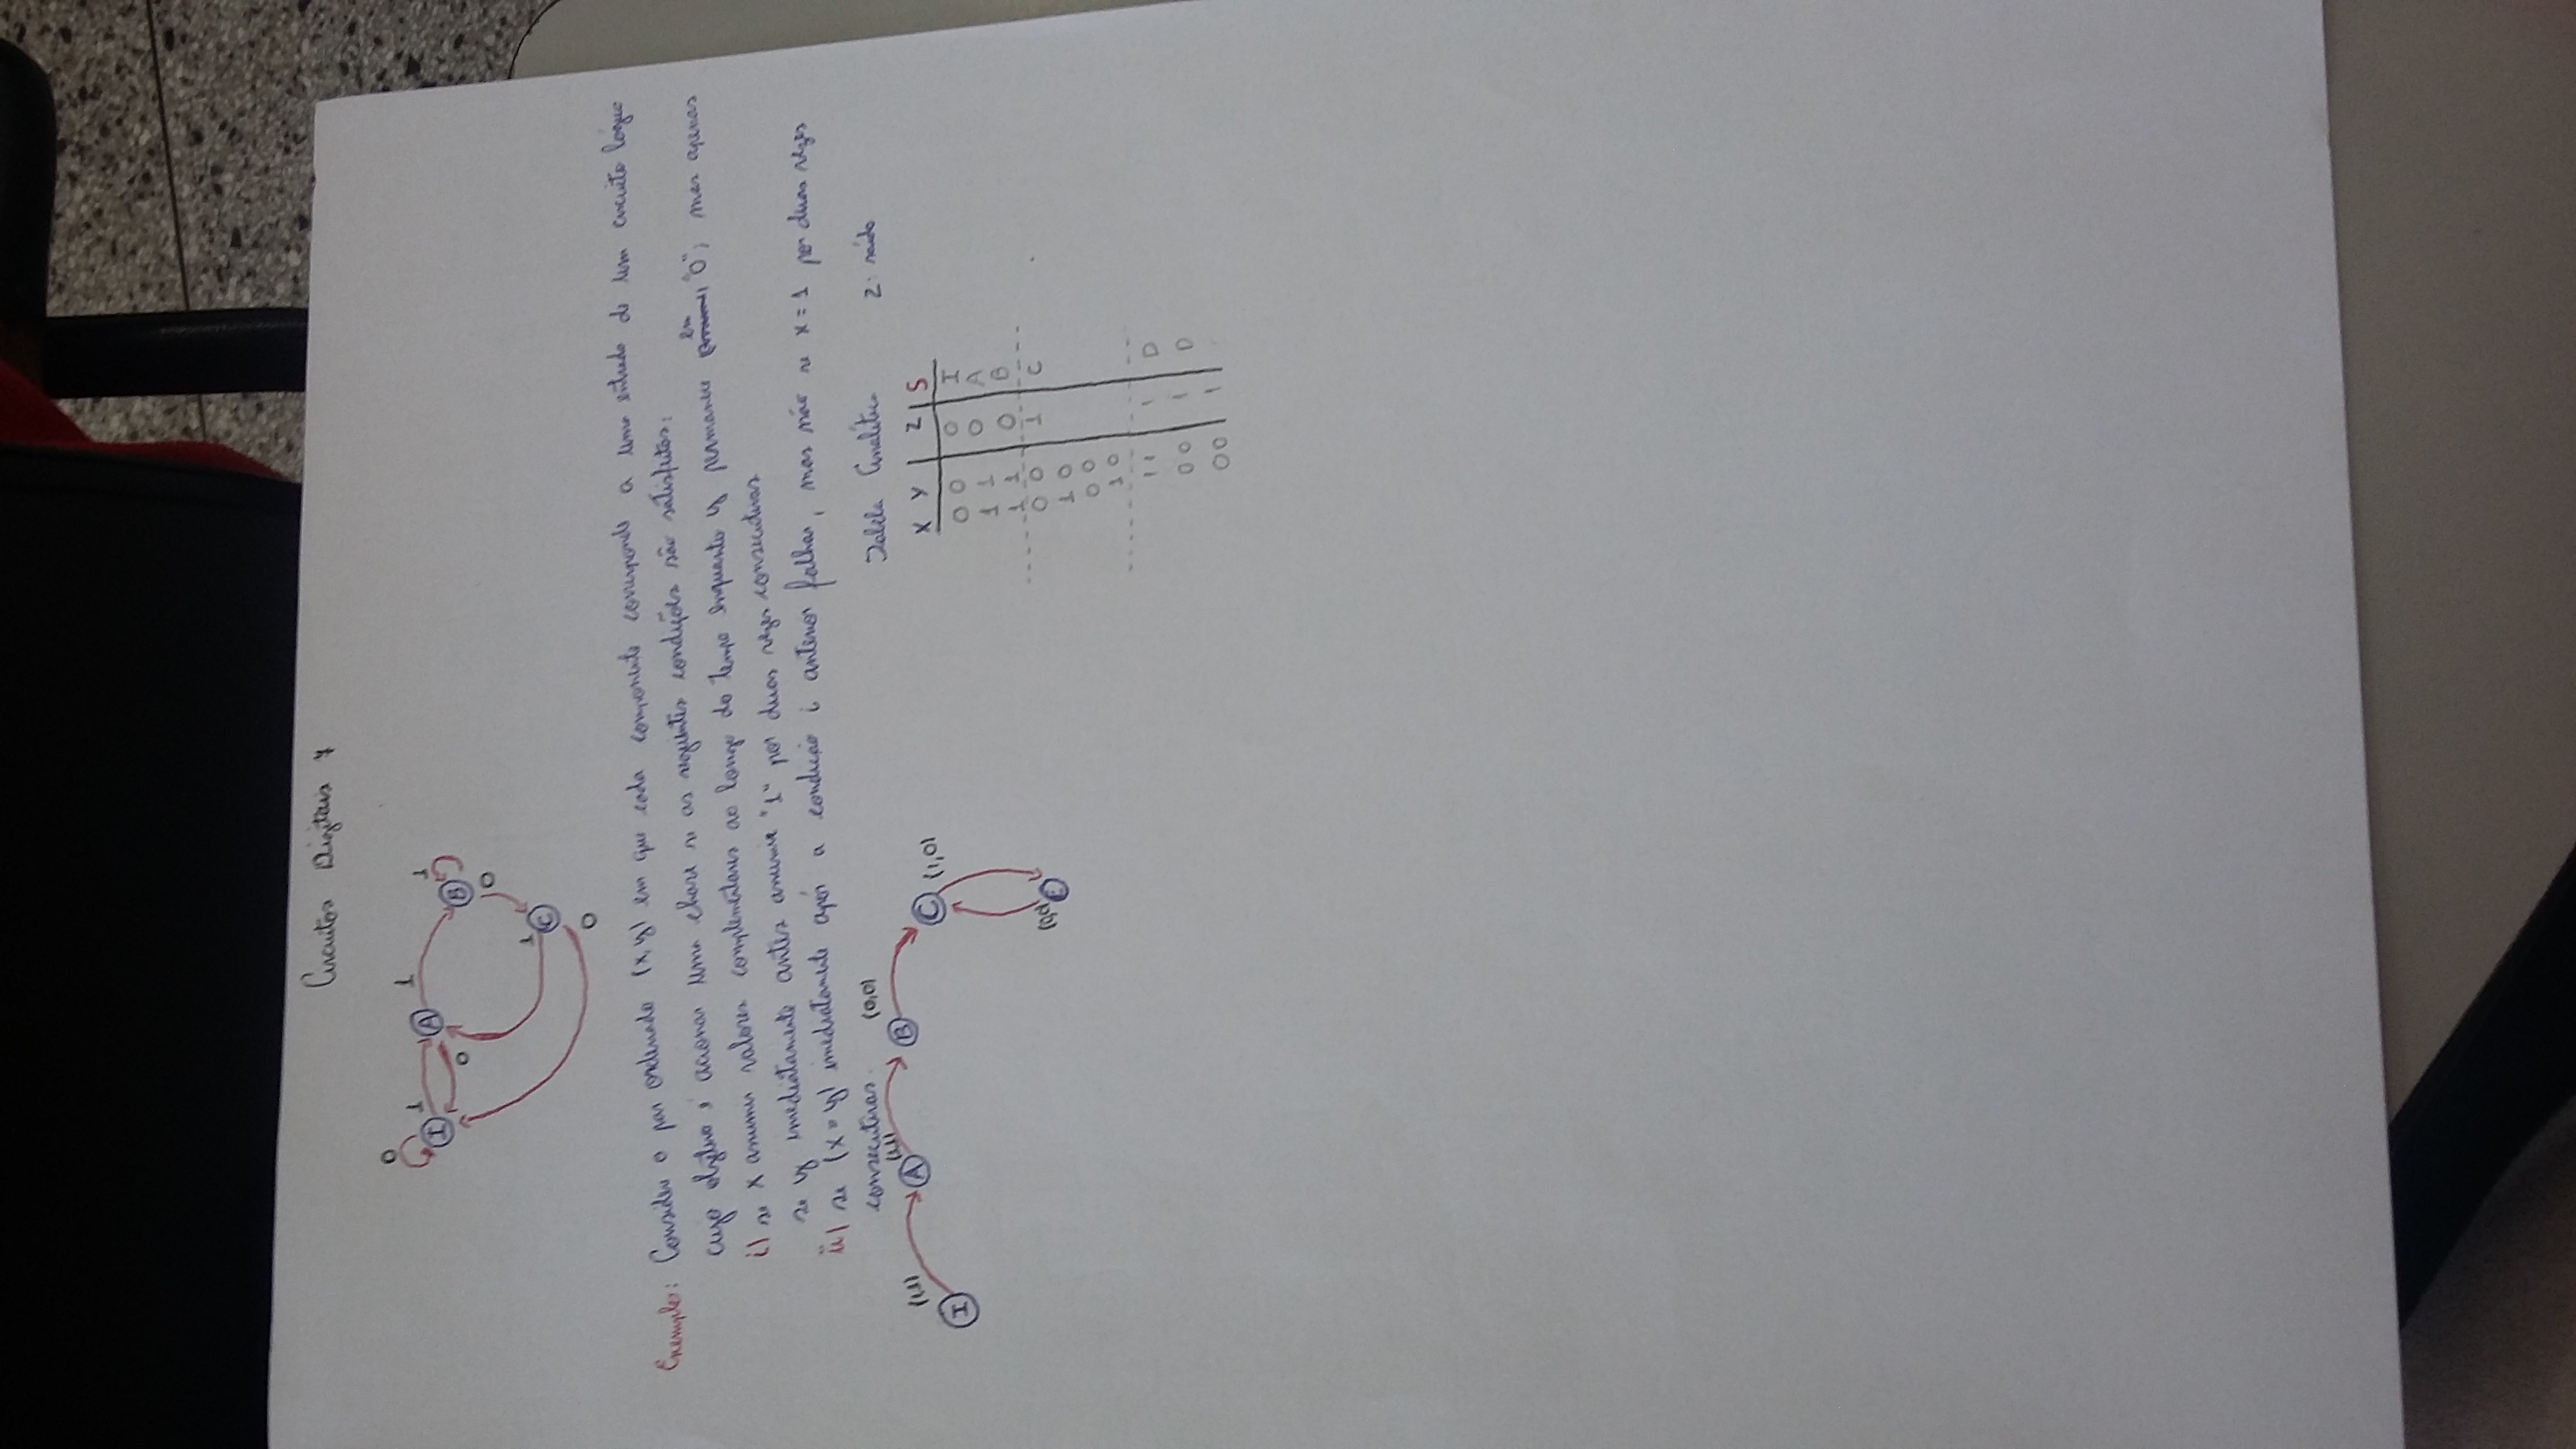 Circuitos Digitais 7
0
1
1
1
I
A
B
0
0
1
C
0
Exemplo: Considere o par ordenado (x,y) em que cada componente corresponde a uma entrada de um circuito lógico
cujo objetivo é acionar uma chave se as seguintes condições são satisfeitas:
i) se x assumir valores complementares ao longo do tempo enquanto y permanece em "0"; mas apenas
se y imediatamente antes assumir "1" por duas vezes consecutivas
ii) se (x = y) imediatamente após a condição i anterior falhar, mas não se x = 1 por duas vezes
consecutivas.
(1,1)
(1,1)
(0,0)
I
A
B
C
(1,0)
(0,0)
Tabela Analítica Z: saída
X Y Z S
0 0 0 I
1 1 0 A
1 1 0 B
0 0 1 C
1 0
0 0
1 0
1 1 1 D
0 0 1 D
0 0 1